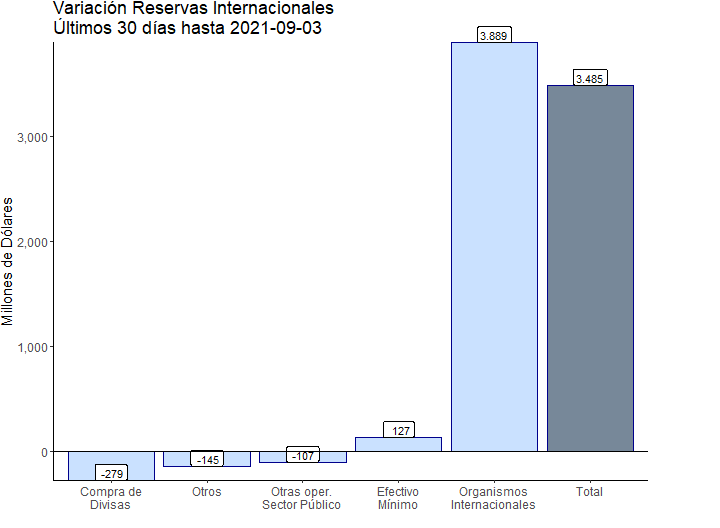 Variación Reservas Internacionales
Últimos 30 días hasta 2021-09-03
Millones de Dólares
3,000
2,000
1,000
0
-279
-145
-107
127
3.889
3.485
Compra de
Divisas
Otros
Otras oper.
Sector Público
Efectivo
Mínimo
Organismos
Internacionales
Total